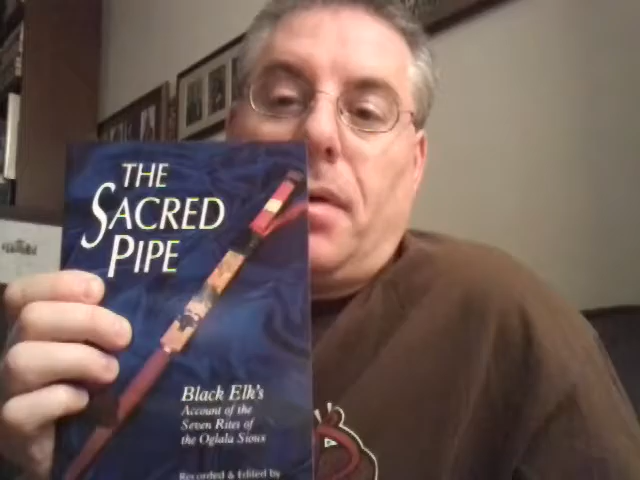 THE
SACRED
PIPE
Black Elk's
Account of the
Seven Rites of
the Oglala Sioux
Recorded & Edited by